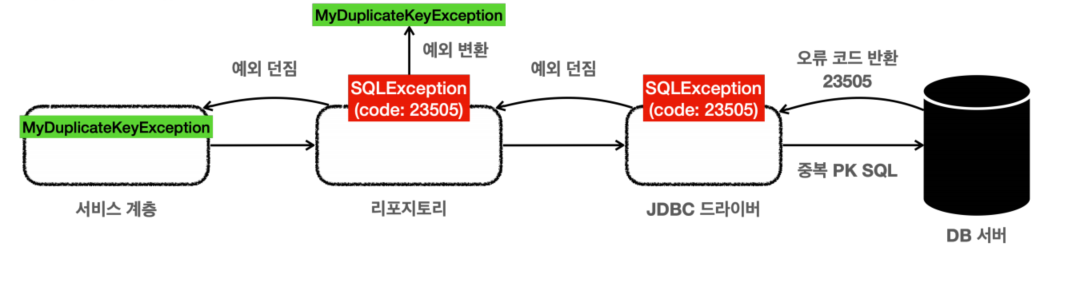 MyDuplicateKeyException
예외 변환
예외 던짐
SQLException
(code: 23505)
예외 던짐
SQLException
(code: 23505)
오류 코드 반환
23505
MyDuplicateKeyException
중복 PK SQL
서비스 계층
리포지토리
JDBC 드라이버
DB 서버